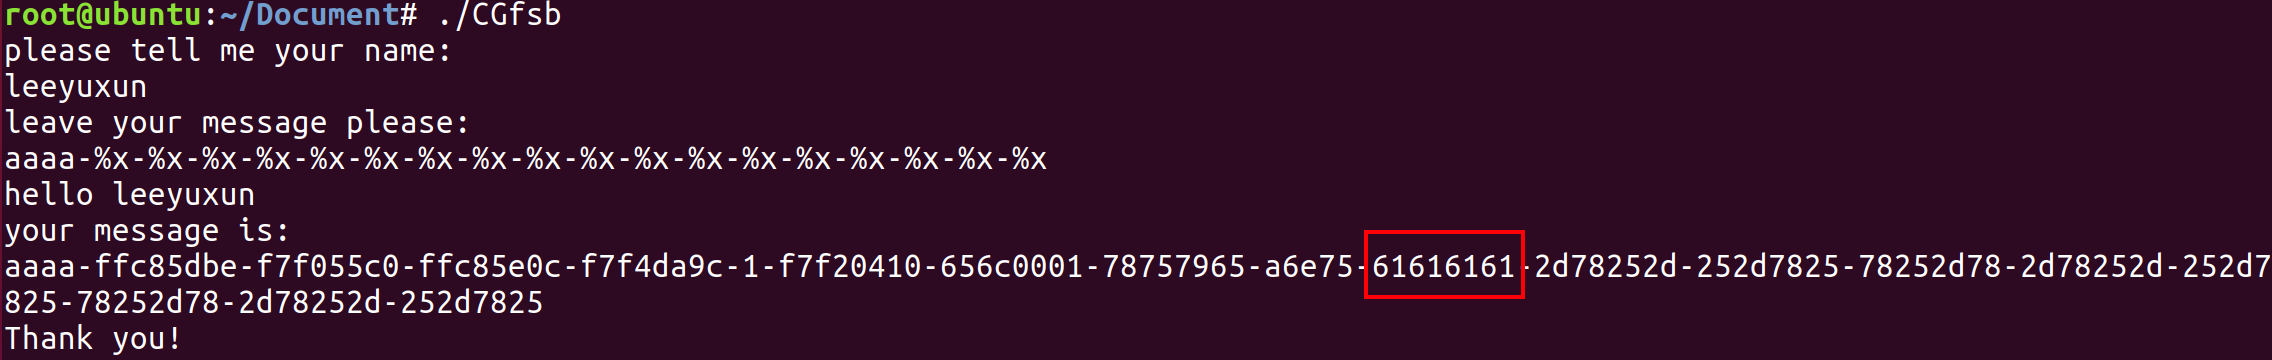 root@ubuntu:~/Document# ./CGfsb
please tell me your name:
leeyuxun
leave your message please:
aaaa-%x-%x-%x-%x-%x-%x-%x-%x-%x-%x-%x-%x-%x-%x-%x-%x-%x-%x
hello leeyuxun
your message is:
aaaa-ffc85dbe-f7f055c0-ffc85e0c-f7f4da9c-1-f7f20410-656c0001-78757965-a6e75-61616161-2d78252d-252d7825-78252d78-2d78252d-252d7
825-78252d78-2d78252d-252d7825
Thank you!